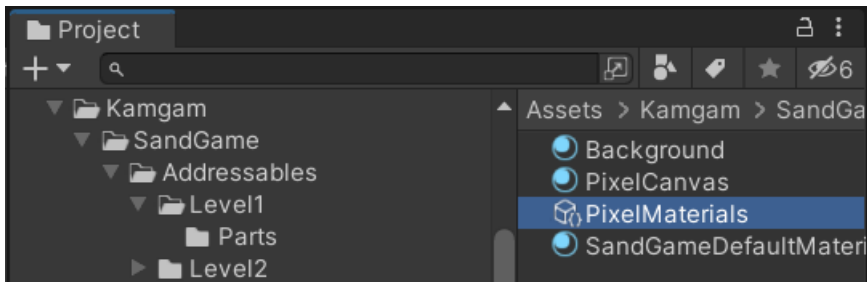 Project
6
Kamgam
SandGame
Addressables
Level1
Parts
Level2
Assets > Kamgam > SandGa
Background
PixelCanvas
PixelMaterials
SandGameDefaultMateri